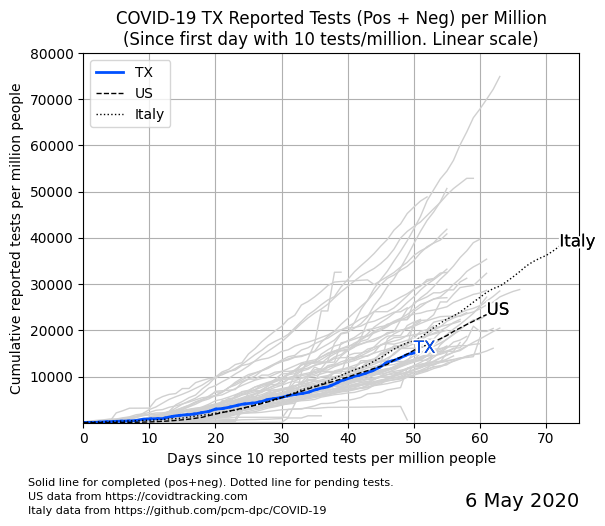 COVID-19 TX Reported Tests (Pos + Neg) per Million
(Since first day with 10 tests/million. Linear scale)
Cumulative reported tests per million people
80000
70000
60000
50000
40000
30000
20000
10000
TX
US
Italy
Italy
US
TX
0
10
20
30
40
50
60
70
Days since 10 reported tests per million people
Solid line for completed (pos+neg). Dotted line for pending tests.
US data from https://covidtracking.com
Italy data from https://github.com/pcm-dpc/COVID-19
6 May 2020